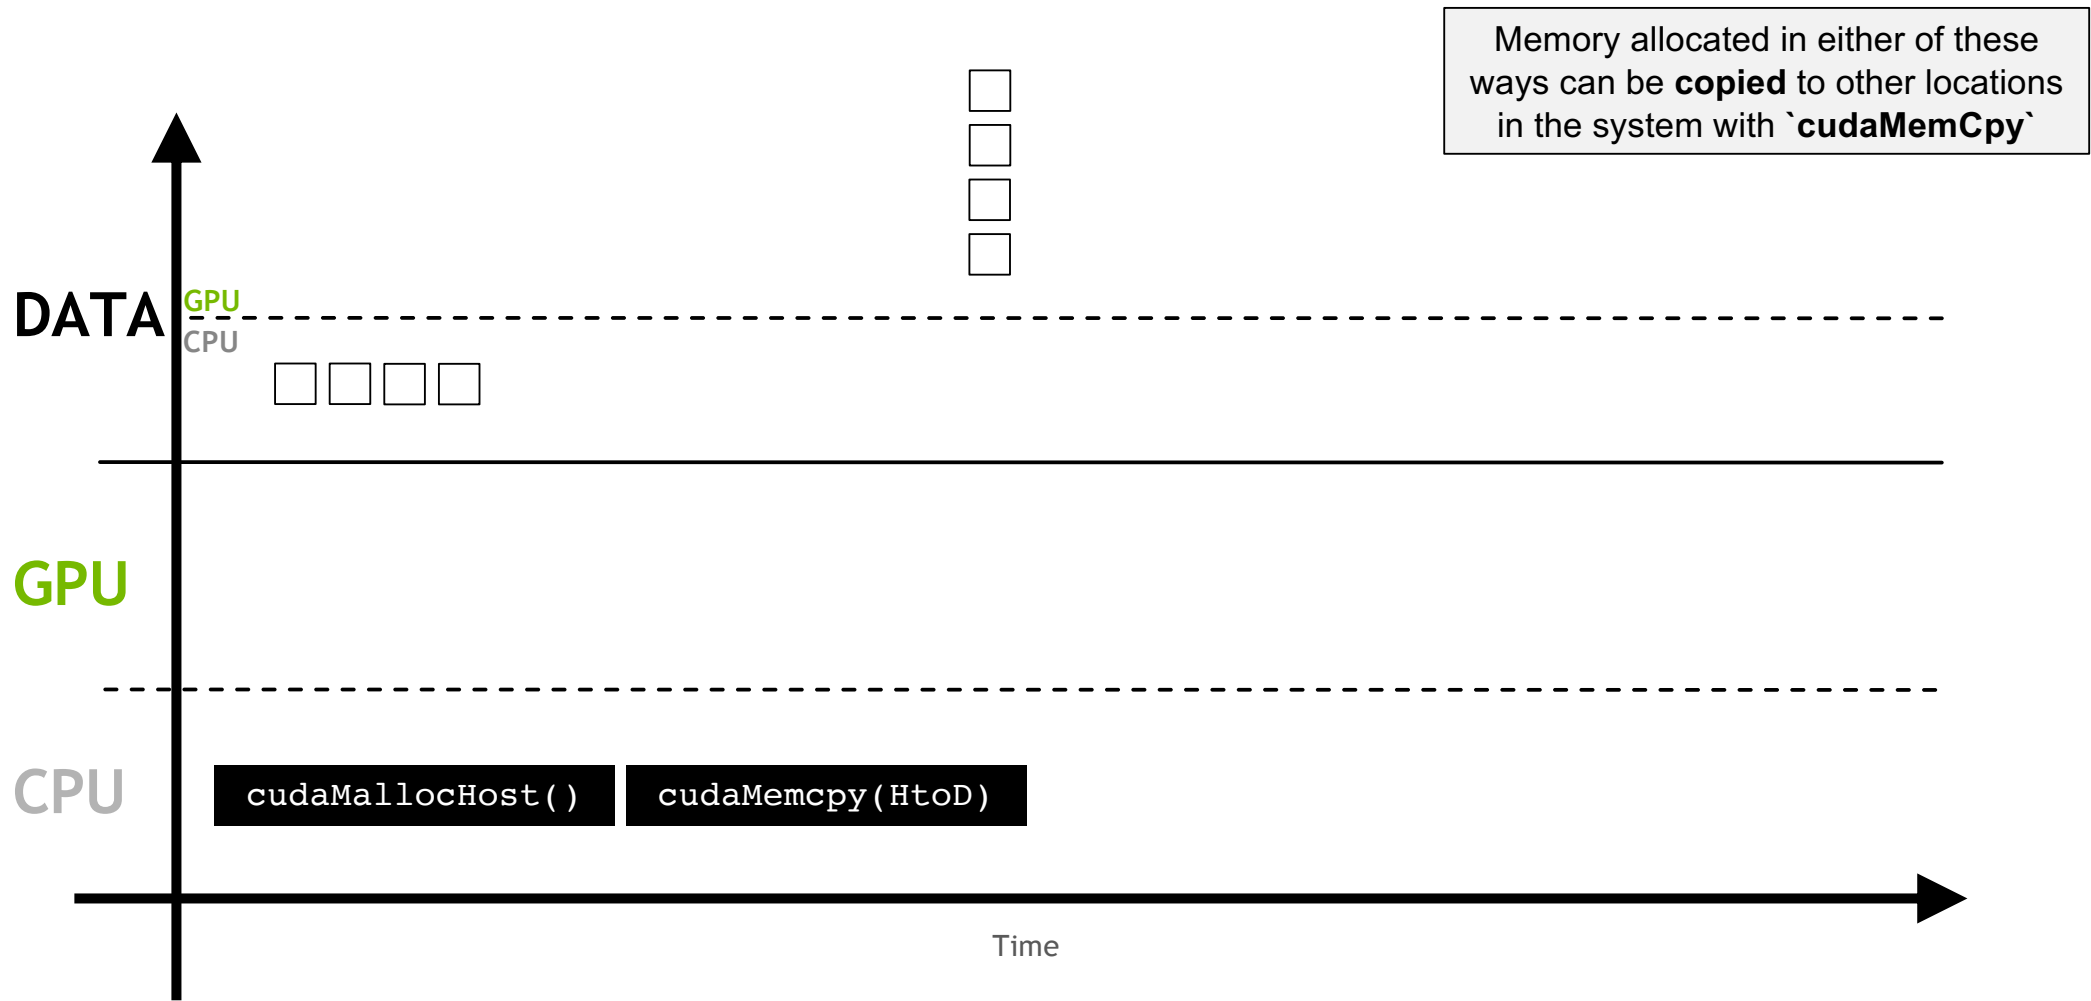 Memory allocated in either of these
ways can be copied to other locations
in the system with `cudaMemCpy`
DATA
GPU
CPU
GPU
CPU
cudaMallocHost()
cudaMemcpy(HtoD)
Time